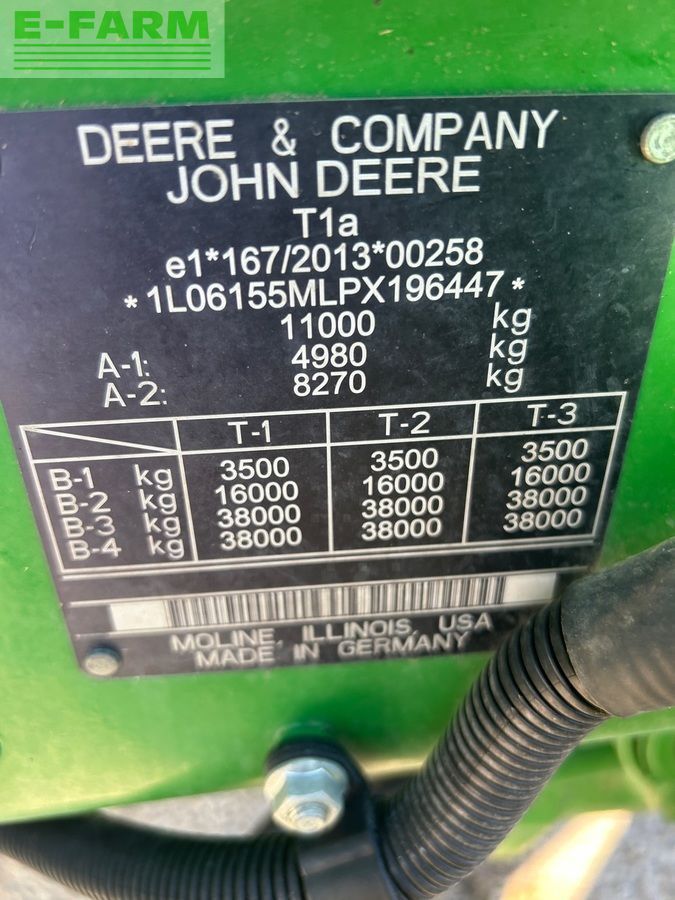 E-FARM
DEERE & COMPANY
JOHN DEERE
T1a
e1*167/2013*00258
*1L06155MLPX196447*
11000 kg
A-1: 4980 kg
A-2: 8270 kg
T-1 T-2 T-3
B-1 kg 3500 3500 3500
B-2 kg 16000 16000 16000
B-3 kg 38000 38000 38000
B-4 kg 38000 38000 38000
MOLINE, ILLINOIS, USA
MADE IN GERMANY